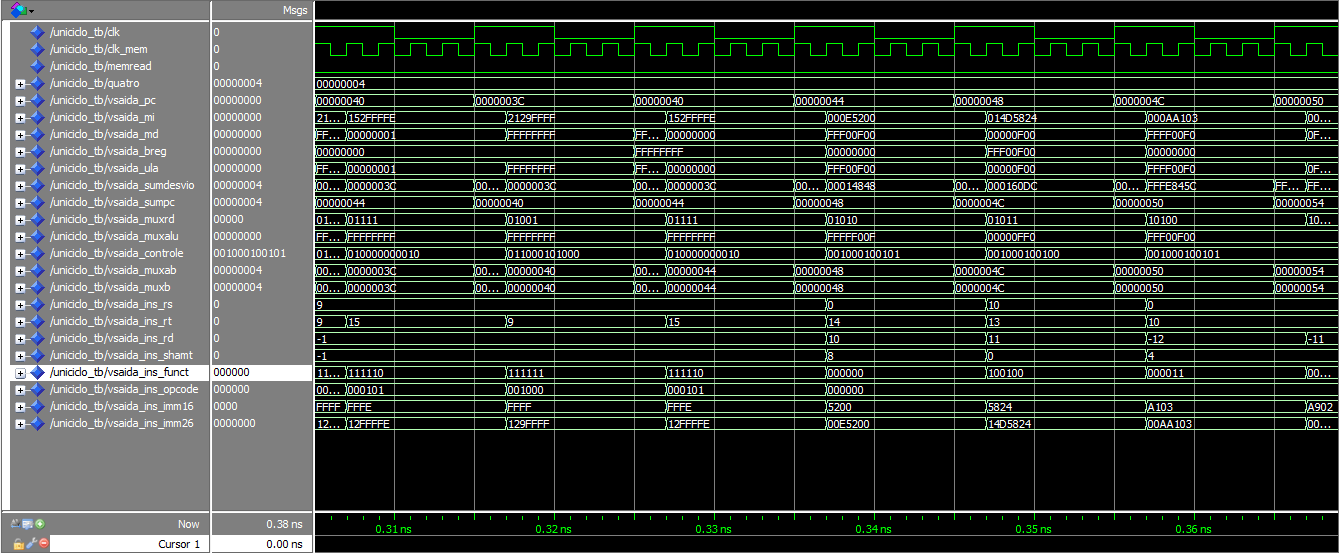 Msgs
/uniciclo_tb/clk 0
/uniciclo_tb/clk_mem 0
/uniciclo_tb/memread 0
/uniciclo_tb/quatro 00000004 00000004
/uniciclo_tb/vsaida_pc 00000000 00000040 0000003C 00000040 00000044 00000048 0000004C 00000050
/uniciclo_tb/vsaida_mi 00000000 21... 152FFFFE 2129FFFF 152FFFFE 000E5200 014D5824 000AA103 00...
/uniciclo_tb/vsaida_md 00000000 FF... 00000001 FFFFFFFF FF... 00000000 FFF00F00 00000F00 FFFF00F0 0F...
/uniciclo_tb/vsaida_breg 00000000 00000000 FFFFFFFF 00000000 FFF00F00 00000000
/uniciclo_tb/vsaida_ula 00000000 FF... 00000001 FFFFFFFF FF... 00000000 FFF00F00 00000F00 FFFF00F0 0F...
/uniciclo_tb/vsaida_sumdesvio 00000004 00... 0000003C 00... 0000003C 00... 0000003C 00... 00014848 00... 000160DC 00... FFFE845C FF... FF...
/uniciclo_tb/vsaida_sumpc 00000004 00000044 00000040 00000044 00000048 0000004C 00000050 00000054
/uniciclo_tb/vsaida_muxrd 00000 01... 01111 01001 01111 01010 01011 10100 10...
/uniciclo_tb/vsaida_muxalu 00000000 FF... FFFFFFFF FFFFFFFF FFFFFFFF FFFFF00F 00000FF0 FFF00F00
/uniciclo_tb/vsaida_controle 001000100101 01... 010000000010 011000101000 010000000010 001000100101 001000100100 001000100101
/uniciclo_tb/vsaida_muxab 00000004 00... 0000003C 00... 00000040 00... 00000044 00000048 0000004C 00000050 00000054
/uniciclo_tb/vsaida_muxb 00000004 00... 0000003C 00... 00000040 00... 00000044 00000048 0000004C 00000050 00000054
/uniciclo_tb/vsaida_ins_rs 0 9 0 10 0
/uniciclo_tb/vsaida_ins_rt 0 9 15 9 15 14 13 10
/uniciclo_tb/vsaida_ins_rd 0 -1 10 11 -12 -11
/uniciclo_tb/vsaida_ins_shamt 0 -1 8 0 4
/uniciclo_tb/vsaida_ins_funct 000000 11... 111110 111111 111110 000000 100100 000011 00...
/uniciclo_tb/vsaida_ins_opcode 000000 00... 000101 001000 000101 000000
/uniciclo_tb/vsaida_ins_imm16 0000 FFFF FFFE FFFF FFFE 5200 5824 A103 A902
/uniciclo_tb/vsaida_ins_imm26 0000000 12... 12FFFFE 129FFFF 12FFFFE 00E5200 14D5824 00AA103 00...
Now 0.38 ns 0.31 ns 0.32 ns 0.33 ns 0.34 ns 0.35 ns 0.36 ns
Cursor 1 0.00 ns